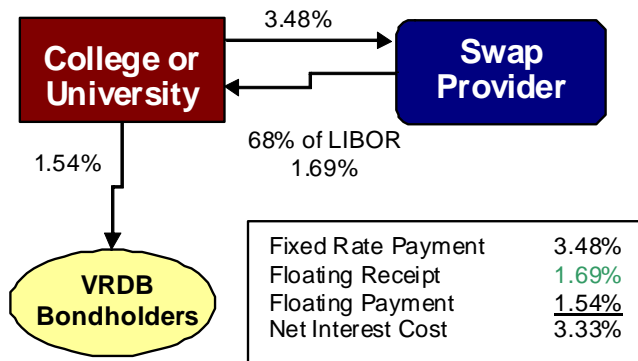 3.48%
College or
University
Swap
Provider
68% of LIBOR
1.69%
1.54%
VRDB
Bondholders
Fixed Rate Payment 3.48%
Floating Receipt 1.69%
Floating Payment 1.54%
Net Interest Cost 3.33%